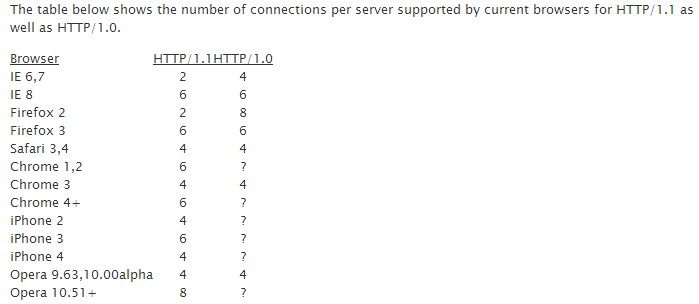 The table below shows the number of connections per server supported by current browsers for HTTP/1.1 as
well as HTTP/1.0.
Browser HTTP/1.1 HTTP/1.0
IE 6,7 2 4
IE 8 6 6
Firefox 2 2 8
Firefox 3 6 6
Safari 3,4 4 4
Chrome 1,2 6 ?
Chrome 3 4 4
Chrome 4+ 6 ?
iPhone 2 4 ?
iPhone 3 6 ?
iPhone 4 4 ?
Opera 9.63,10.00alpha 4 4
Opera 10.51+ 8 ?